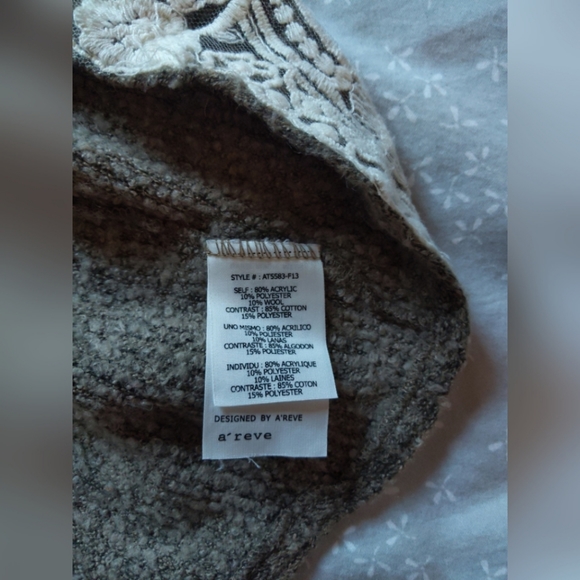 STYLE # : AT5583-F13
SELF : 80% ACRYLIC
10% POLYESTER
10% WOOL
CONTRAST : 85% COTTON
15% POLYESTER
UNO MISMO : 80% ACRILICO
10% POLIESTER
10% LANAS
CONTRASTE : 85% ALGODON
15% POLIESTER
INDIVIDU : 80% ACRYLIQUE
10% POLYESTER
10% LAINES
CONTRASTE : 85% COTON
15% POLYESTER
DESIGNED BY A'REVE
a'reve